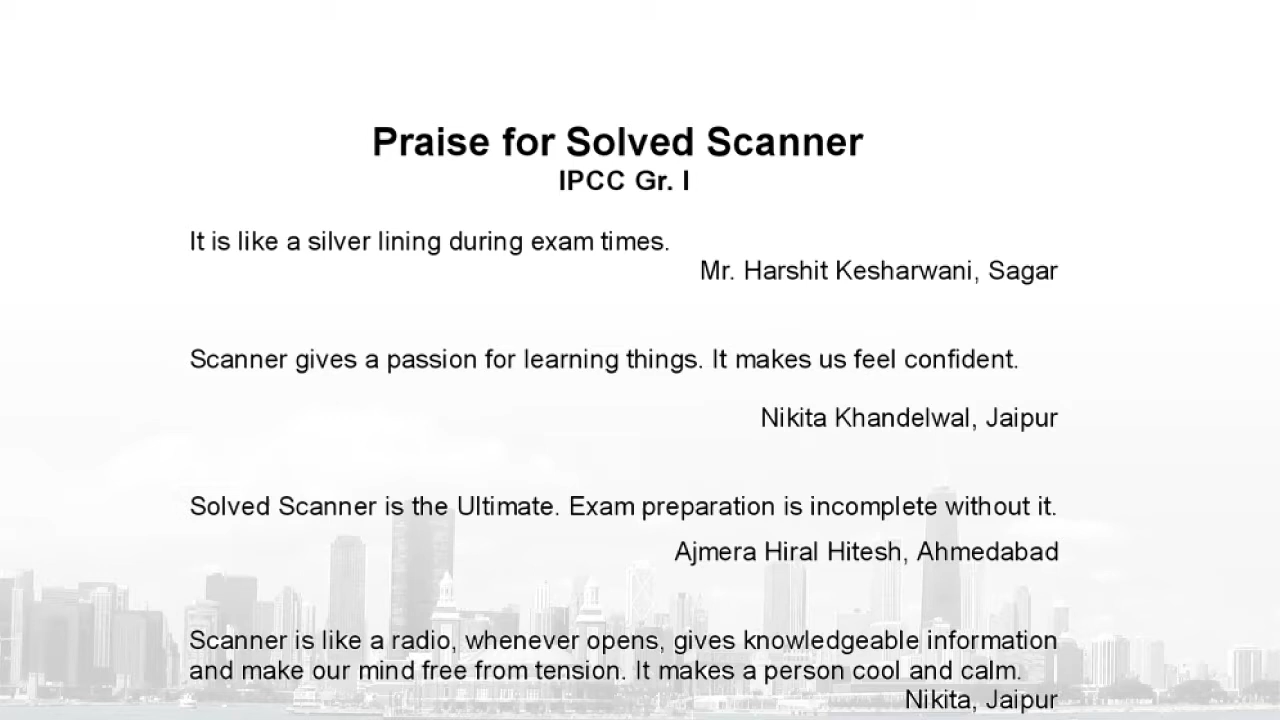 Praise for Solved Scanner
IPCC Gr. I
It is like a silver lining during exam times.
Mr. Harshit Kesharwani, Sagar
Scanner gives a passion for learning things. It makes us feel confident.
Nikita Khandelwal, Jaipur
Solved Scanner is the Ultimate. Exam preparation is incomplete without it.
Ajmera Hiral Hitesh, Ahmedabad
Scanner is like a radio, whenever opens, gives knowledgeable information
and make our mind free from tension. It makes a person cool and calm.
Nikita, Jaipur